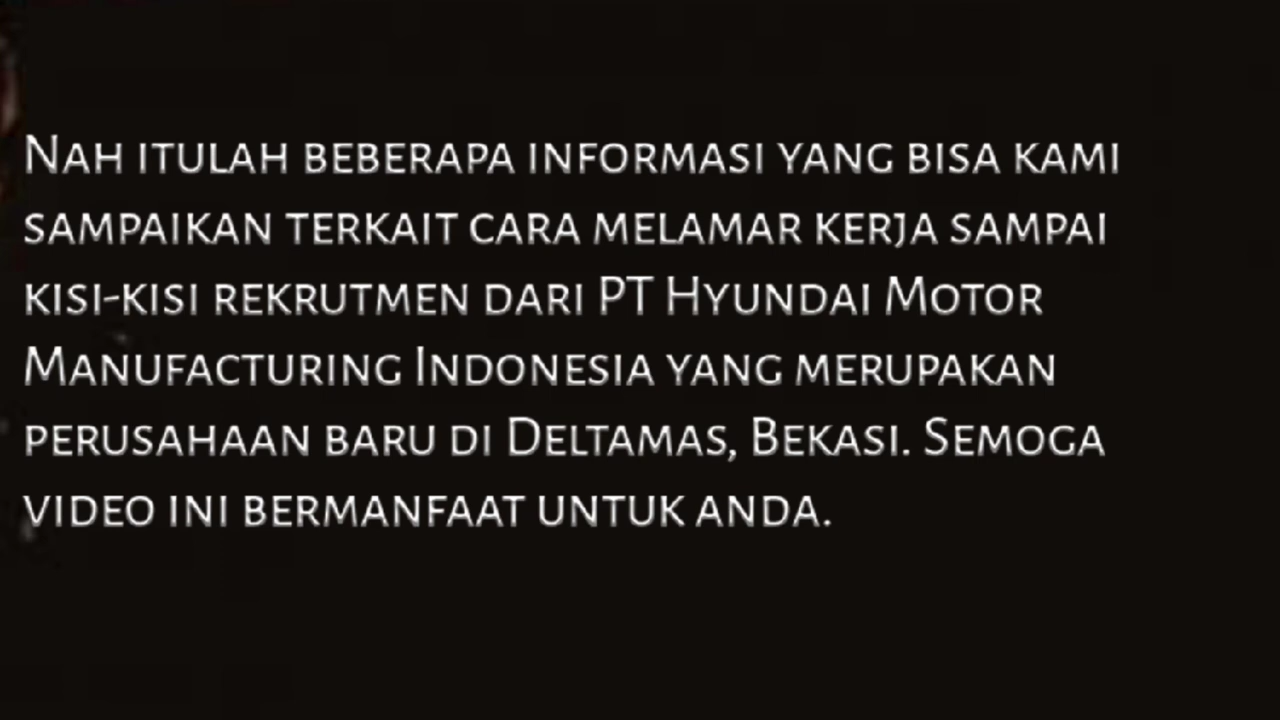 Nah itulah beberapa informasi yang bisa kami
sampaikan terkait cara melamar kerja sampai
kisi-kisi rekrutmen dari PT Hyundai Motor
Manufacturing Indonesia yang merupakan
perusahaan baru di Deltamas, Bekasi. Semoga
video ini bermanfaat untuk anda.